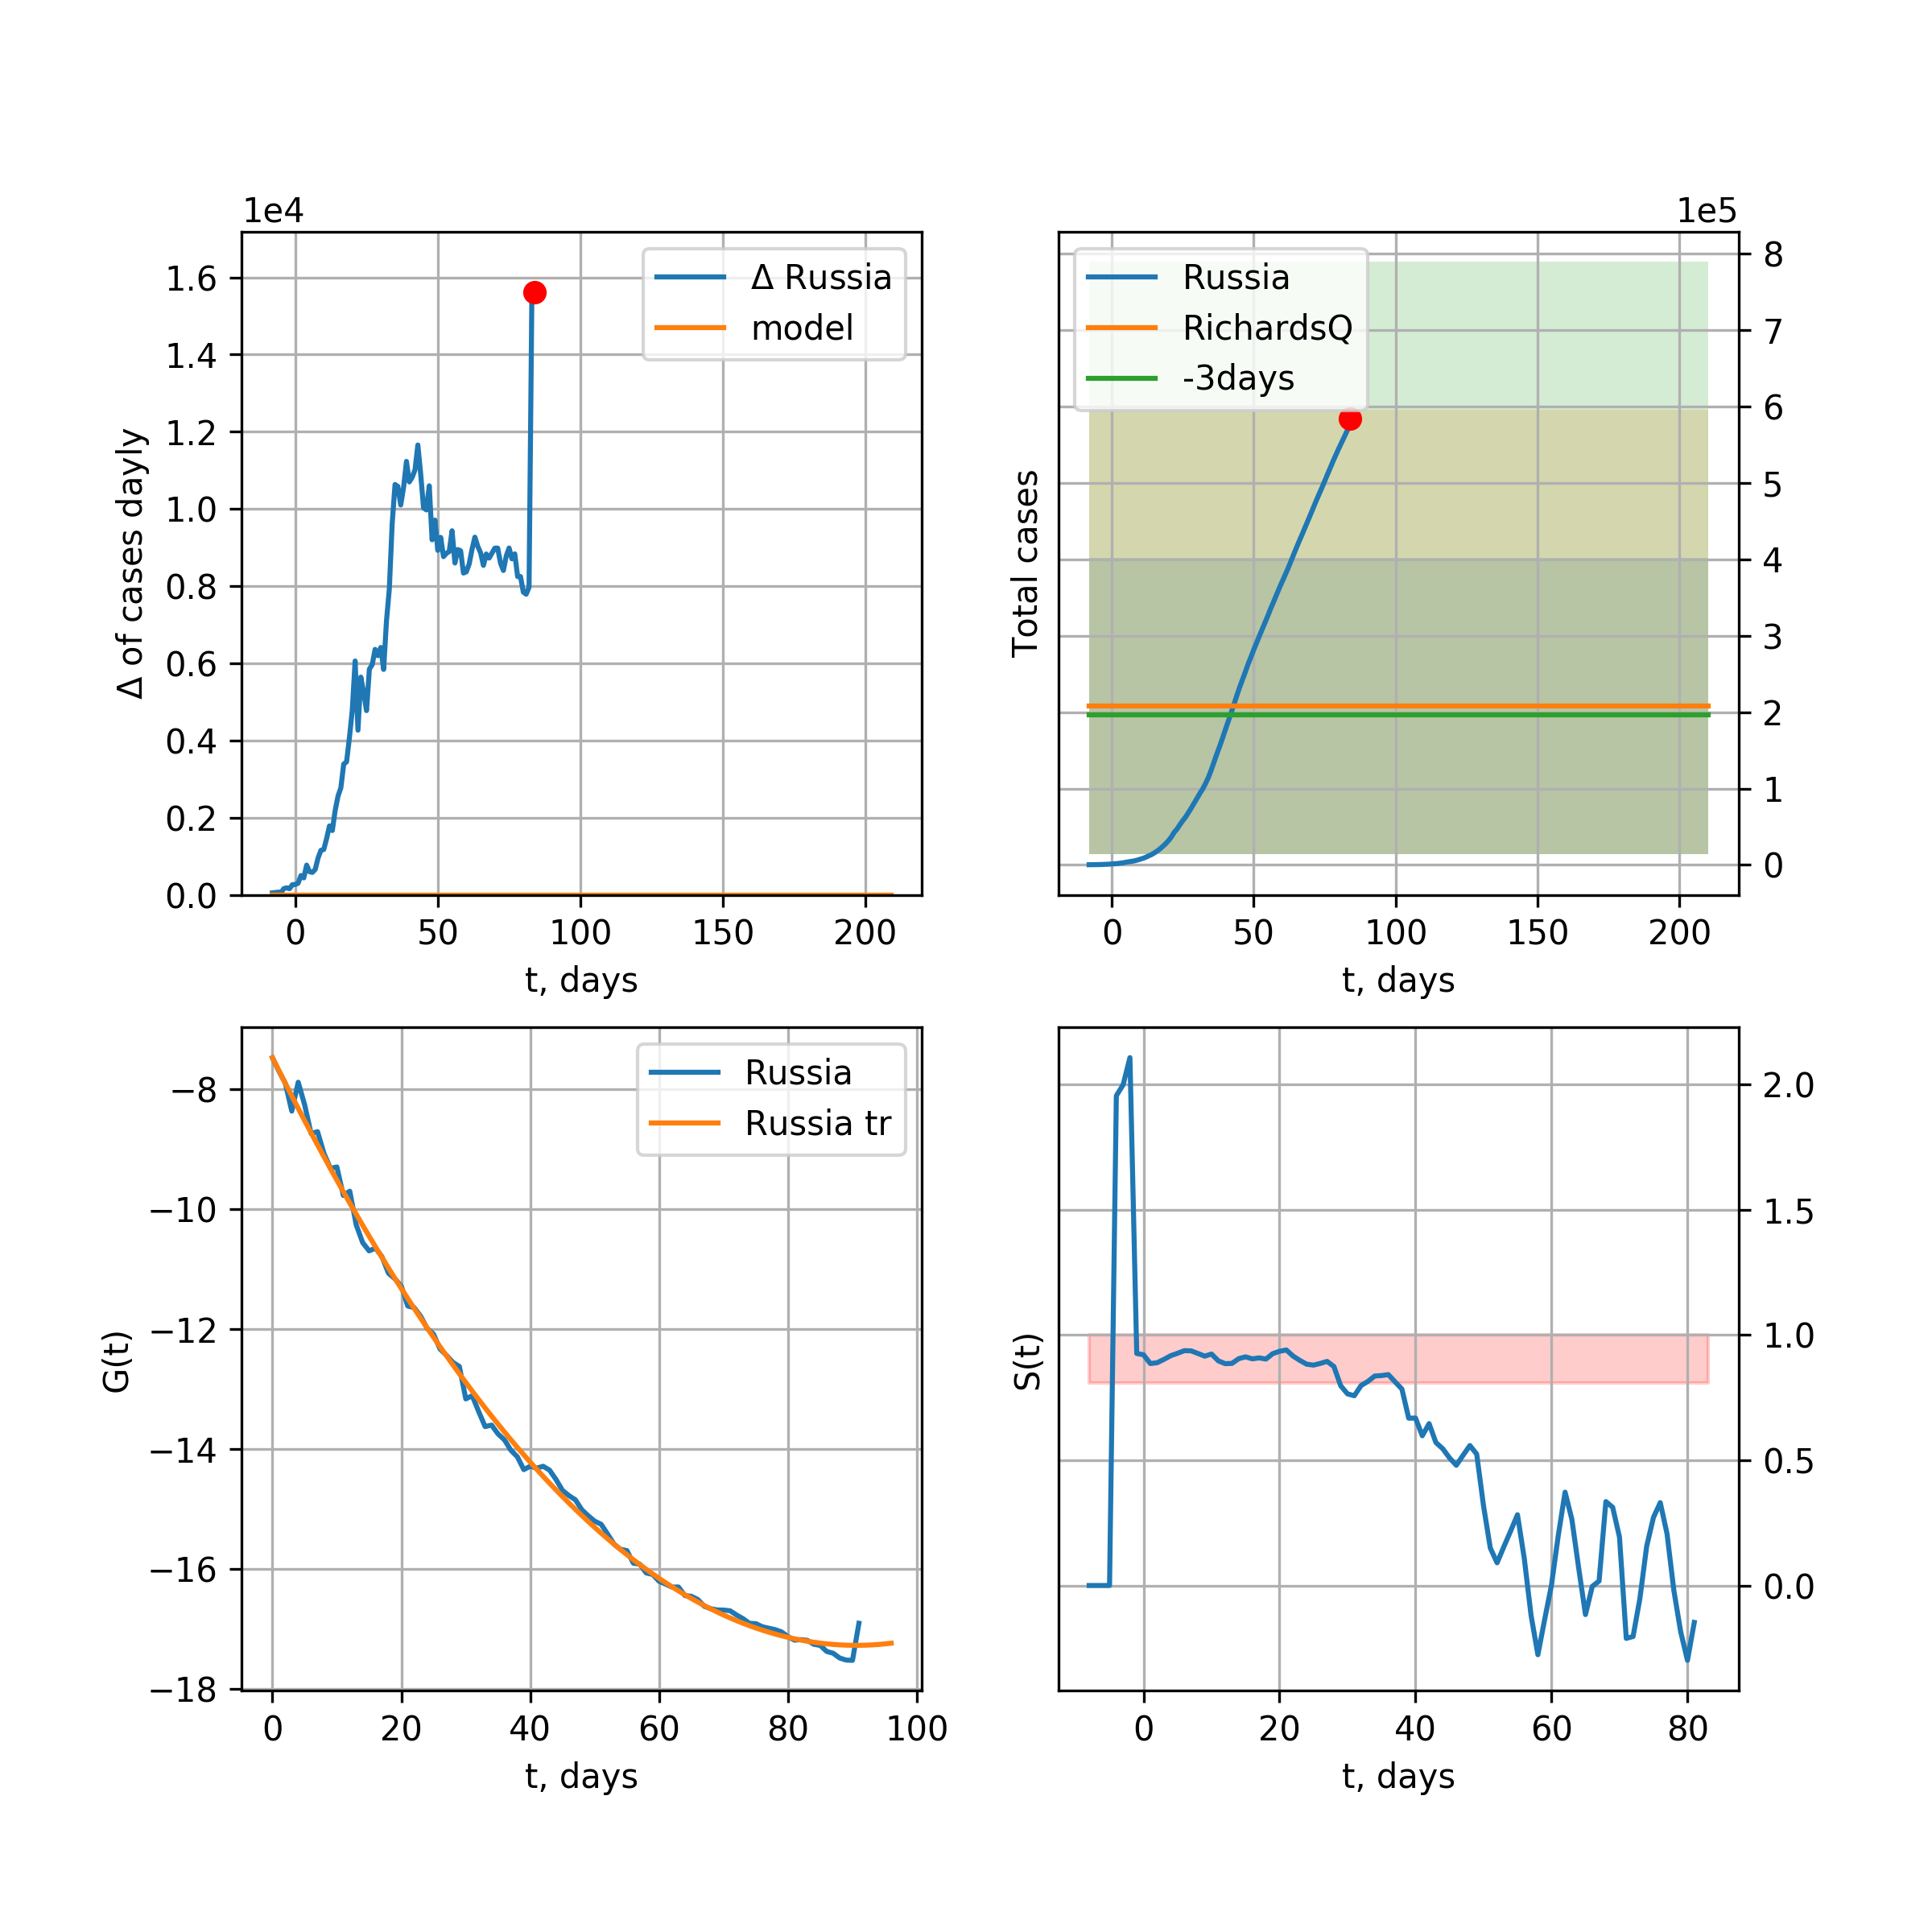 1e4
1.6
1.4
1.2
1.0
0.8
0.6
0.4
0.2
0.0
Δ of cases dayly
Δ Russia
model
0 50 100 150 200
t, days
1e5
8
7
6
5
4
3
2
1
0
Total cases
Russia
RichardsQ
-3days
0 50 100 150 200
t, days
−8
−10
−12
−14
−16
−18
G(t)
Russia
Russia tr
0 20 40 60 80 100
t, days
2.0
1.5
1.0
0.5
0.0
S(t)
0 20 40 60 80
t, days